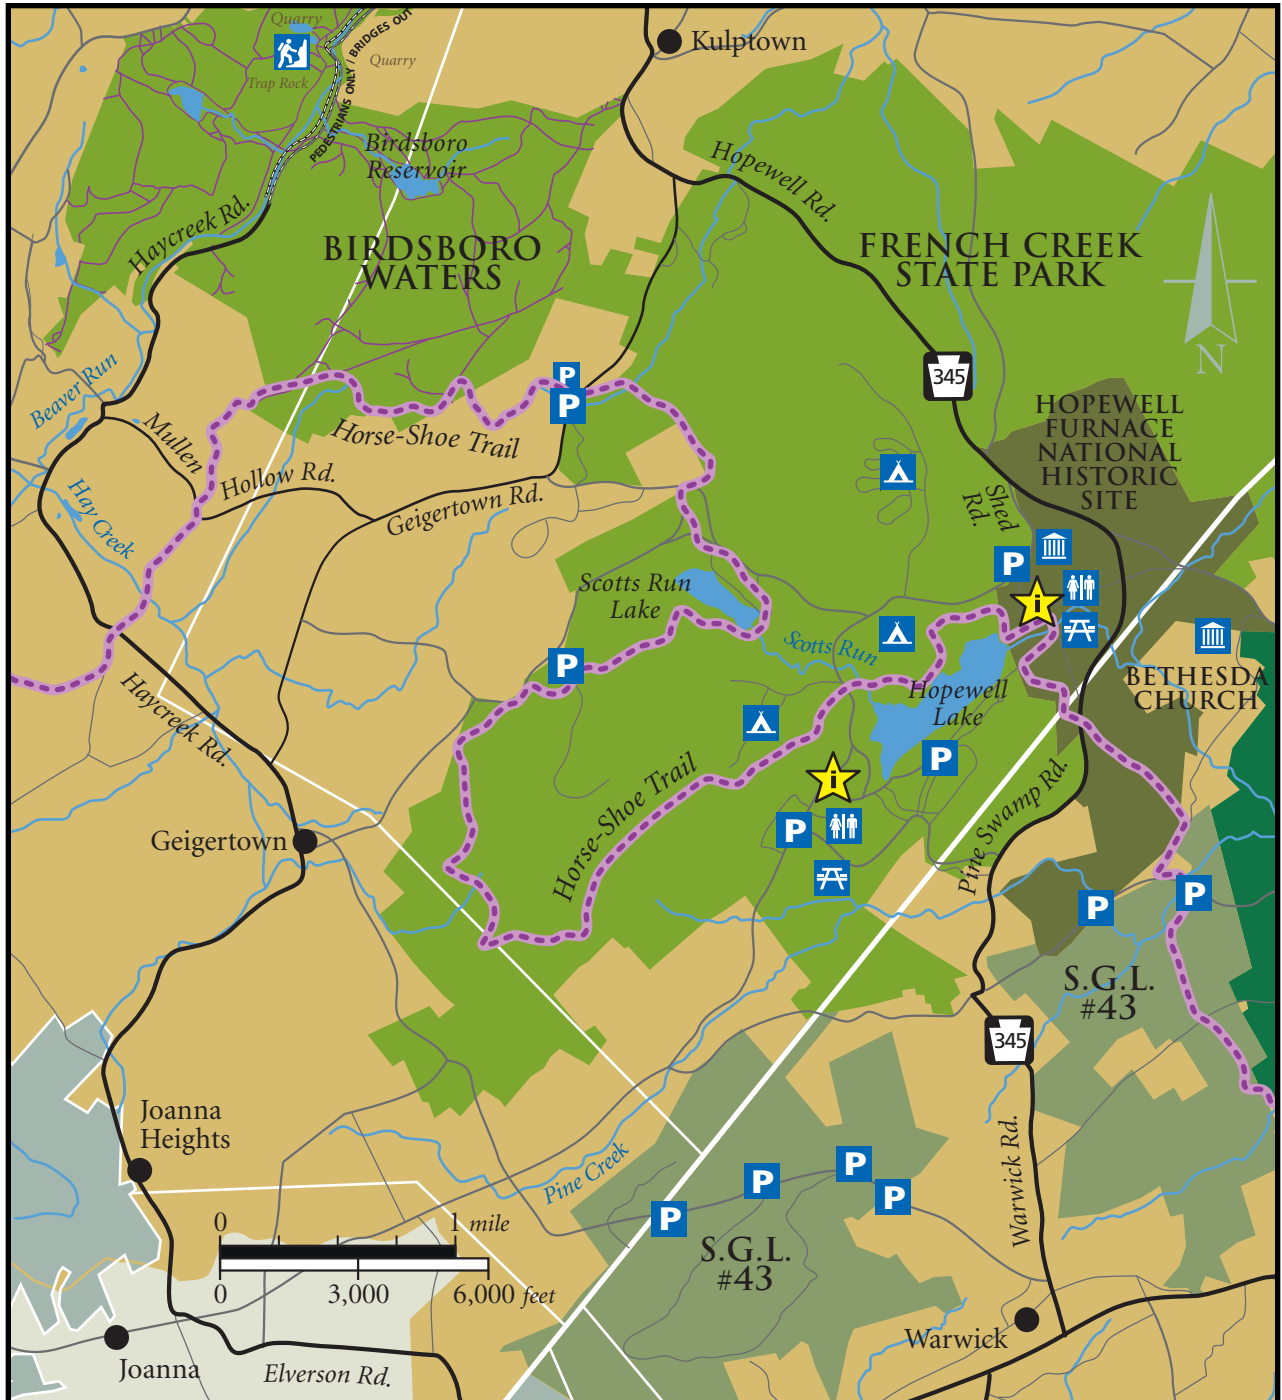 Quarry
BRIDGES OUT
PEDESTRIANS ONLY /
Kulptown
Quarry
Trap Rock
Birdsboro
Reservoir
Hopewell Rd.
Haycreek Rd.
BIRDSBORO
WATERS
FRENCH CREEK
STATE PARK
N
345
P
P
Beaver Run
Mullen
Hollow Rd.
Horse-Shoe Trail
HOPEWELL
FURNACE
NATIONAL
HISTORIC
SITE
Geigertown Rd.
Shed
Rd.
Hay Creek
P
i
Scotts Run
Lake
Scotts Run
P
BETHESDA
CHURCH
Haycreek Rd.
Hopewell
Lake
P
i
P
Horse-Shoe Trail
Pine Swamp Rd.
Geigertown
P
P
S.G.L.
#43
345
Joanna
Heights
Pine Creek
Warwick Rd.
P
P
P
P
S.G.L.
#43
0
1 mile
0
3,000
6,000 feet
Warwick
Joanna
Elverson Rd.